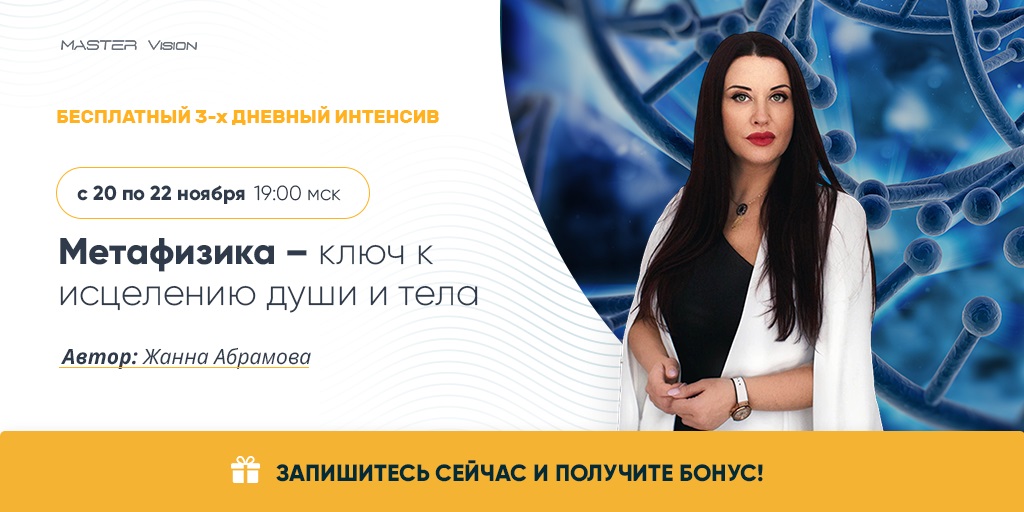 MASTER Vision
БЕСПЛАТНЫЙ 3-х ДНЕВНЫЙ ИНТЕНСИВ
с 20 по 22 ноября 19:00 мск
Метафизика – ключ к
исцелению души и тела
Автор: Жанна Абрамова
ЗАПИШИТЕСЬ СЕЙЧАС И ПОЛУЧИТЕ БОНУС!